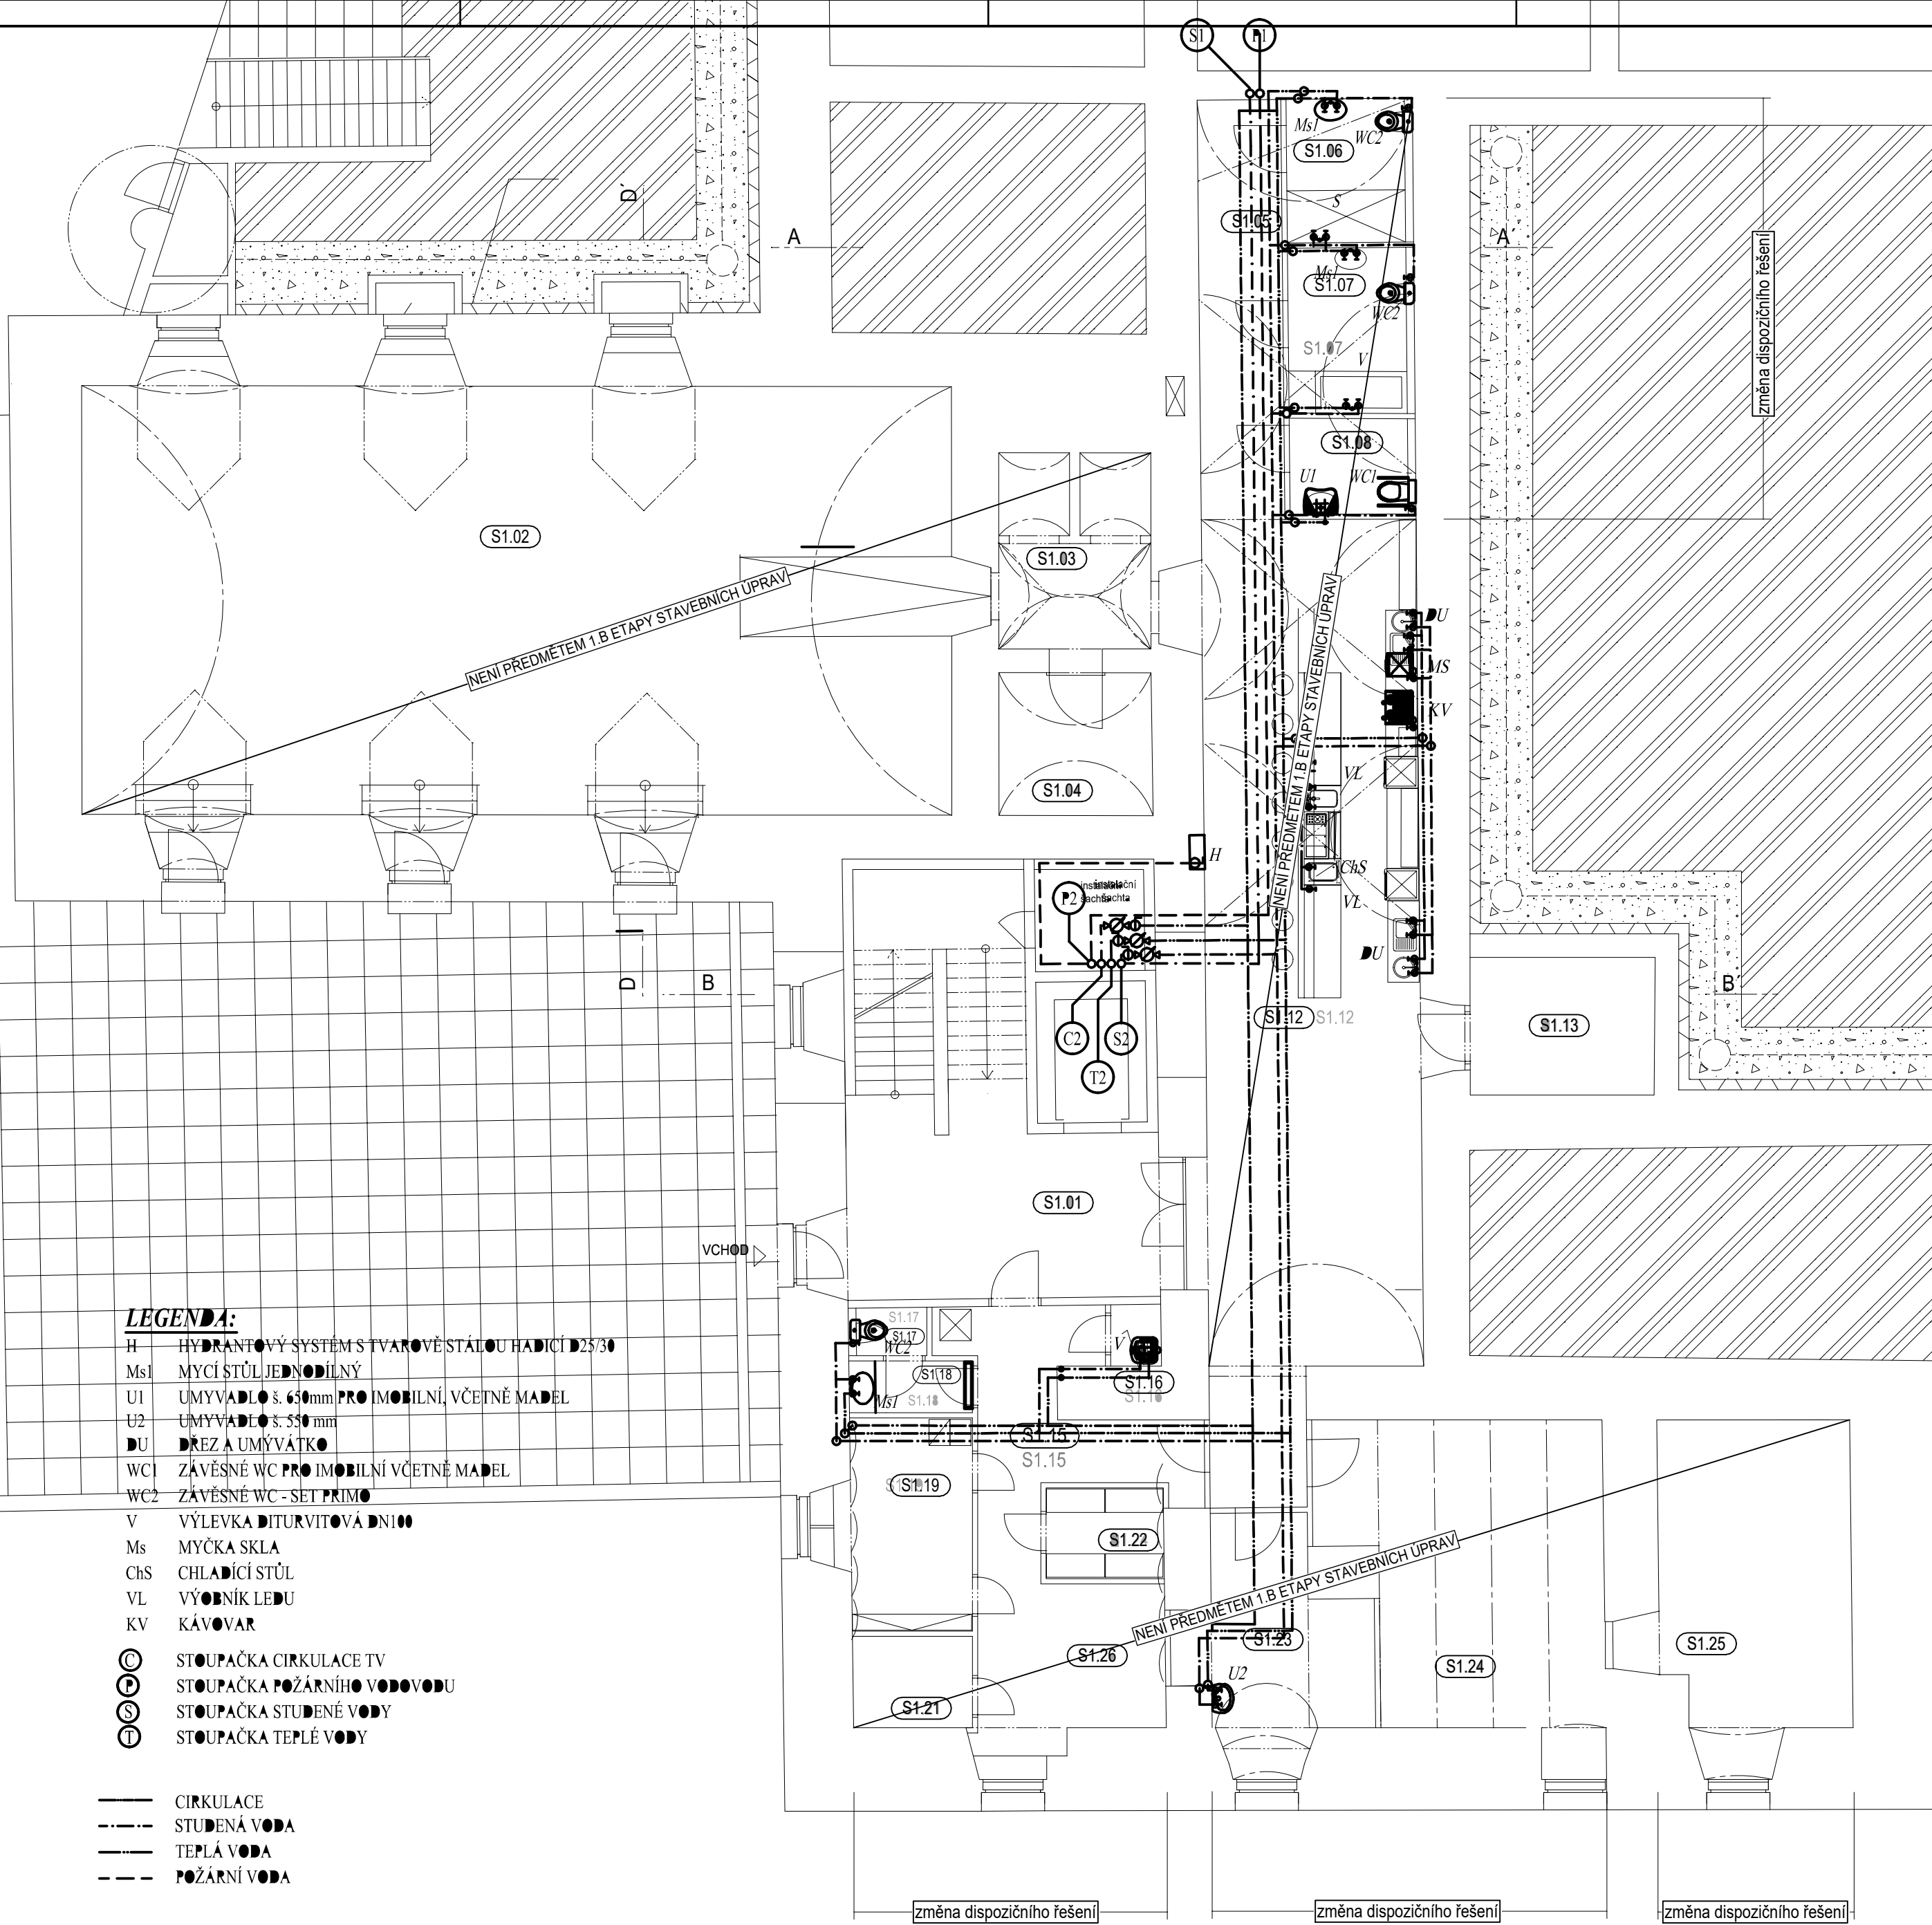 S1
P1
Ms1
WC2
S1.06
S
S1.05
D´
A
A´
Ms1
S1.07
WC2
S1.07
V
změna dispozičního řešení
S1.08
U1
WC1
S1.02
S1.03
NENÍ PŘEDMĚTEM 1.B ETAPY STAVEBNÍCH ÚPRAV
NENÍ PŘEDMĚTEM 1.B ETAPY STAVEBNÍCH ÚPRAV
DU
MS
KV
VL
S1.04
H
ChS
VL
P2
instalační
šachta
DU
D
B
B´
S1.12
S1.12
S1.13
C2
S2
T2
S1.01
VCHOD
S1.17
S1.17
WC2
V
S1.18
S1.18
Ms1
S1.16
S1.15
S1.15
S1.19
S1.22
NENÍ PŘEDMĚTEM 1.B ETAPY STAVEBNÍCH ÚPRAV
S1.23
S1.26
S1.24
S1.25
U2
S1.21
LEGENDA:
H HYDRANTOVÝ SYSTÉM S TVAROVĚ STÁLOU HADICÍ D25/30
Ms1 MYCÍ STŮL JEDNODÍLNÝ
U1 UMYVADLO š. 650mm PRO IMOBILNÍ, VČETNĚ MADEL
U2 UMYVADLO š. 550 mm
DU DŘEZ A UMÝVÁTKO
WC1 ZÁVĚSNÉ WC PRO IMOBILNÍ VČETNĚ MADEL
WC2 ZÁVĚSNÉ WC - SET PRIMO
V VÝLEVKA DITURVITOVÁ DN100
Ms MYČKA SKLA
ChS CHLADÍCÍ STŮL
VL VÝOBNÍK LEDU
KV KÁVOVAR
C STOUPAČKA CIRKULACE TV
P STOUPAČKA POŽÁRNÍHO VODOVODU
S STOUPAČKA STUDENÉ VODY
T STOUPAČKA TEPLÉ VODY
CIRKULACE
STUDENÁ VODA
TEPLÁ VODA
POŽÁRNÍ VODA
změna dispozičního řešení
změna dispozičního řešení
změna dispozičního řešení